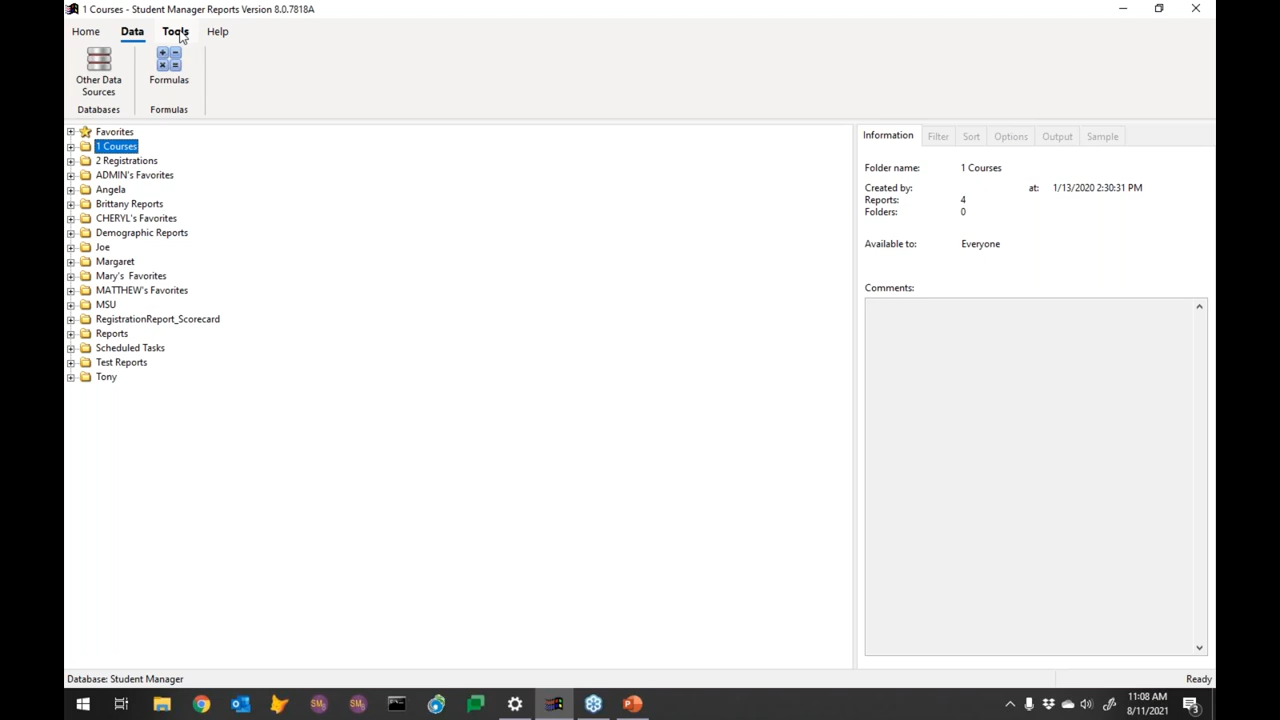 1 Courses - Student Manager Reports Version 8.0.7818A
Home Data Tools Help
Other Data Sources
Formulas
Databases
Formulas
Favorites
1 Courses
2 Registrations
ADMIN's Favorites
Angela
Brittany Reports
CHERYL's Favorites
Demographic Reports
Joe
Margaret
Mary's  Favorites
MATTHEW's Favorites
MSU
RegistrationReport_Scorecard
Reports
Scheduled Tasks
Test Reports
Tony
Information Filter Sort Options Output Sample
Folder name: 1 Courses
Created by: at: 1/13/2020 2:30:31 PM
Reports: 4
Folders: 0
Available to: Everyone
Comments:
Database: Student Manager
Ready
SM
SM
11:08 AM
8/11/2021
3